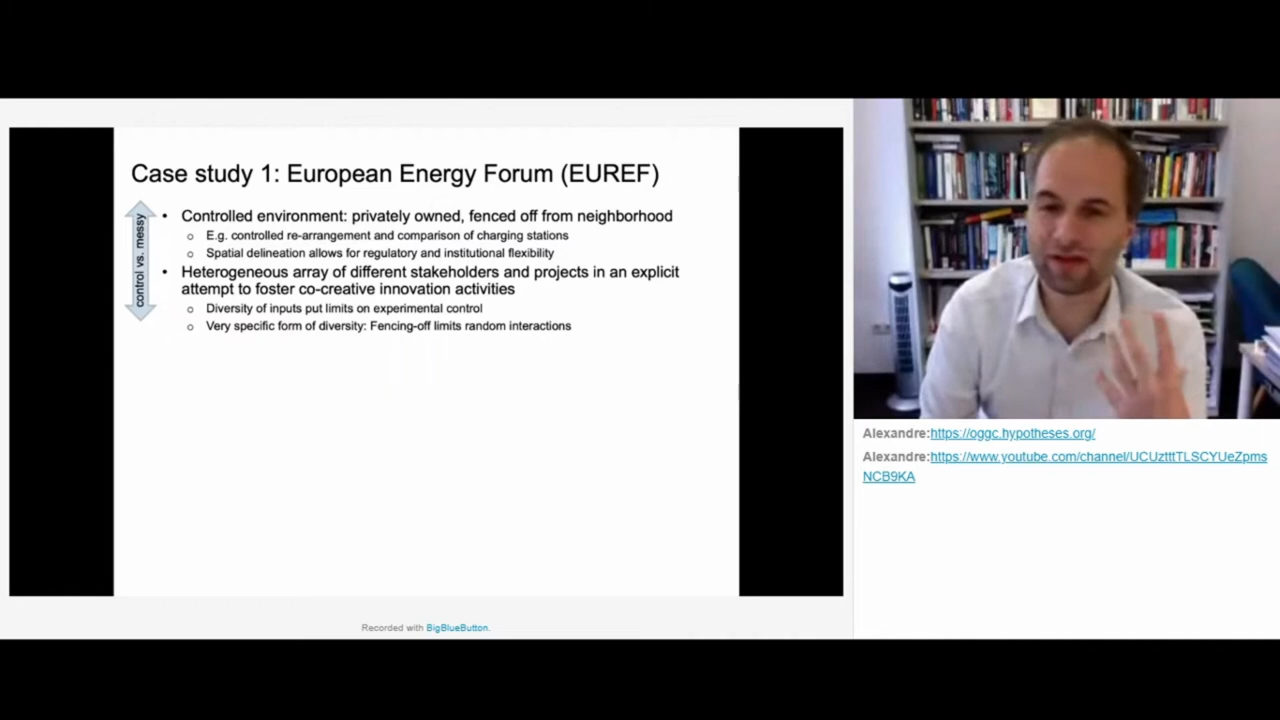 Case study 1: European Energy Forum (EUREF)
control vs. messy
• Controlled environment: privately owned, fenced off from neighborhood
o E.g. controlled re-arrangement and comparison of charging stations
o Spatial delineation allows for regulatory and institutional flexibility
• Heterogeneous array of different stakeholders and projects in an explicit
attempt to foster co-creative innovation activities
o Diversity of inputs put limits on experimental control
o Very specific form of diversity: Fencing-off limits random interactions
Recorded with BigBlueButton.
Alexandre:https://oggc.hypotheses.org/
Alexandre:https://www.youtube.com/channel/UCUztttTLSCYUeZpms
NCB9KA